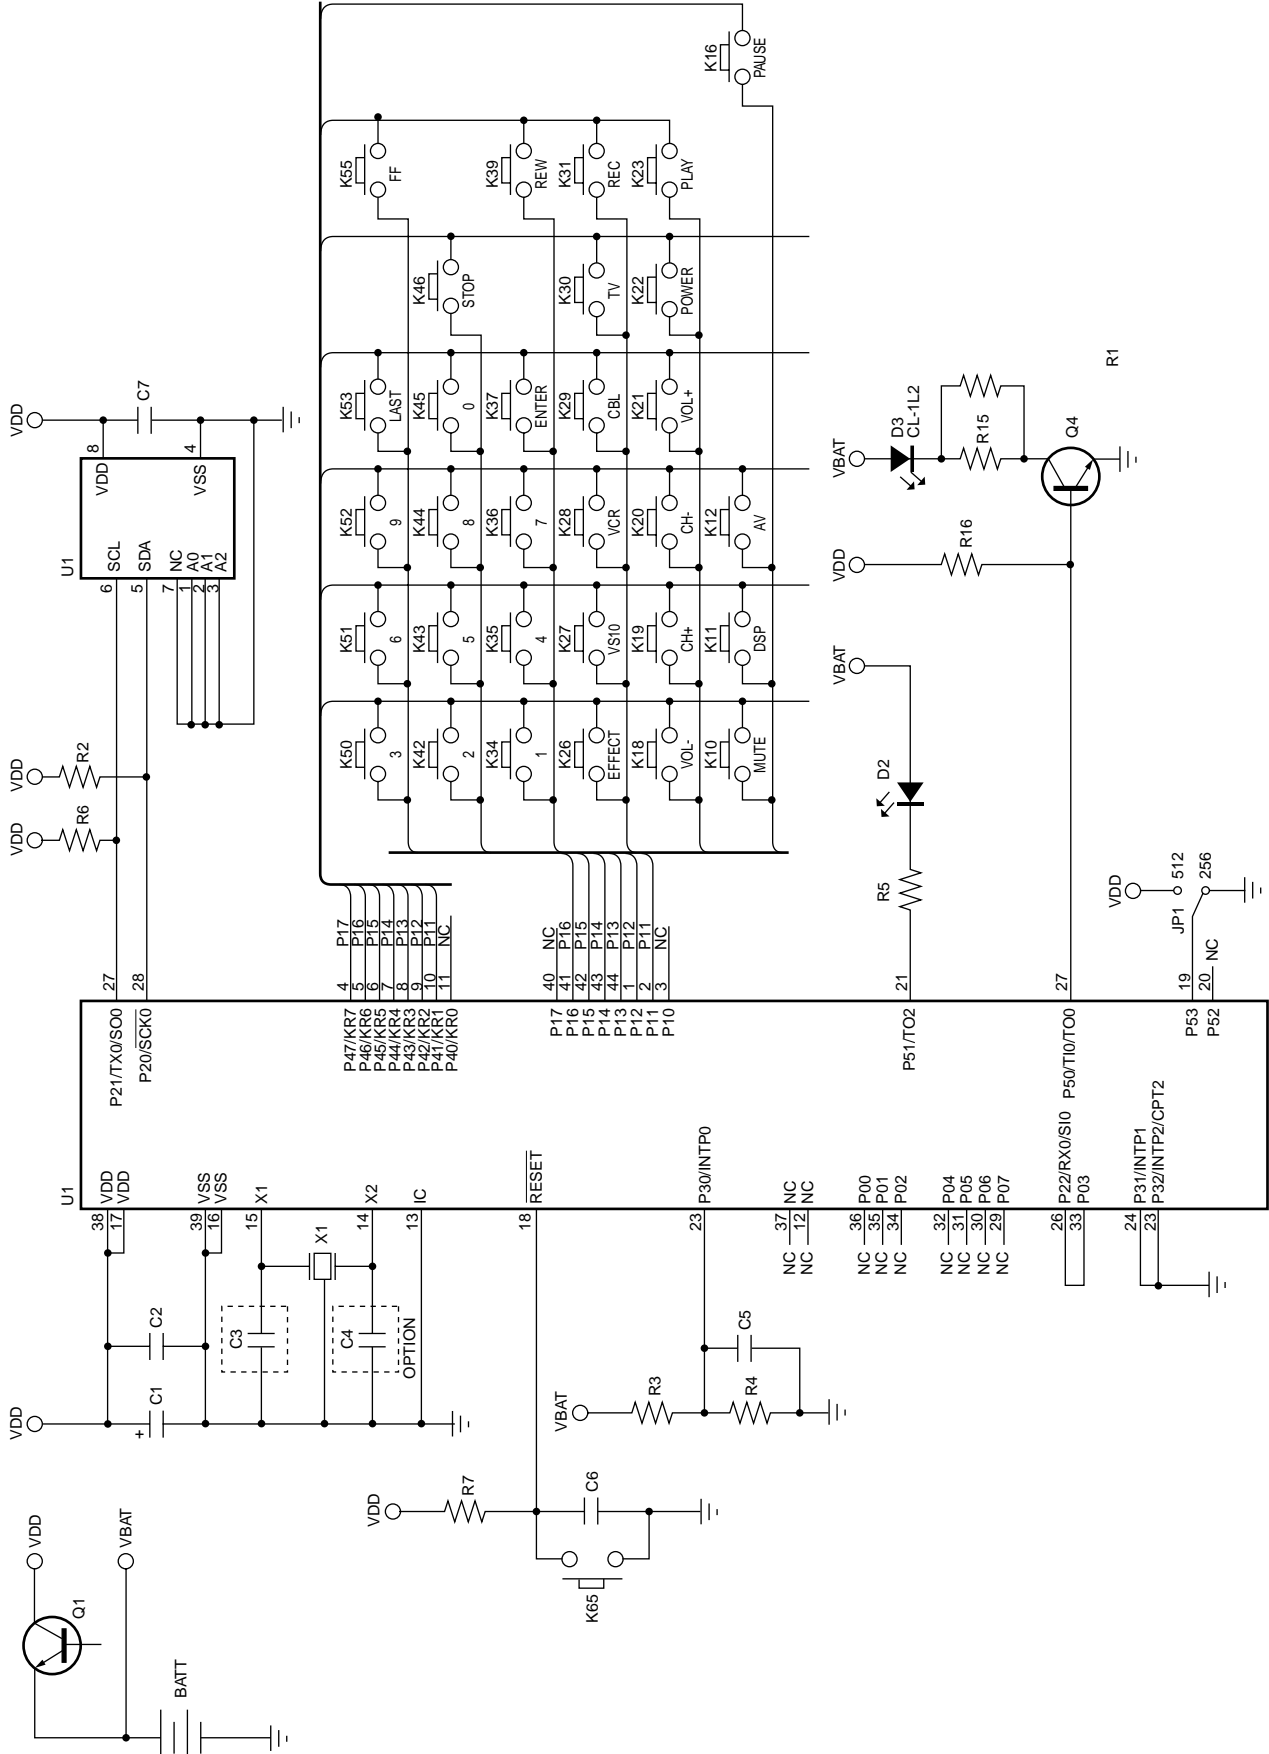 K16
PAUSE
K55
FF
K39
REW
K31
REC
K23
PLAY
K46
STOP
K30
TV
K22
POWER
K53
LAST
K45
0
K37
ENTER
K29
CBL
K21
VOL+
K52
9
K44
8
K36
7
K28
VCR
K20
CH-
K12
AV
K51
6
K43
5
K35
4
K27
VS10
K19
CH+
K11
DSP
K50
3
K42
2
K34
1
K26
EFFECT
K18
VOL-
K10
MUTE
VDD
C7
U1
8
VDD
4
VSS
6
SCL
5
SDA
7
NC
1
A0
2
A1
3
A2
VDD
R2
VDD
R6
R1
VBAT
D3
CL-1L2
R15
Q4
VDD
R16
VBAT
D2
R5
VDD
JP1
512
256
27
P21/TX0/SO0
28
P20/SCK0
P17
4
P47/KR7
P16
5
P46/KR6
P15
6
P45/KR5
P14
7
P44/KR4
P13
8
P43/KR3
P12
9
P42/KR2
P11
10
P41/KR1
NC
11
P40/KR0
NC
40
P17
P16
41
P16
P15
42
P15
P14
43
P14
P13
44
P13
P12
1
P12
P11
2
P11
NC
3
P10
21
P51/TO2
27
P50/TI0/TO0
19
P53
NC
20
P52
U1
VDD
38
VDD
17
VSS
39
VSS
16
X1
15
X2
14
IC
13
RESET
18
P30/INTP0
23
NC
37
NC
NC
12
NC
P00
36
NC
P01
35
NC
P02
34
NC
P04
32
NC
P05
31
NC
P06
30
NC
P07
29
NC
P22/RX0/SI0
26
P03
33
P31/INTP1
24
P32/INTP2/CPT2
23
X1
C2
C3
C4
OPTION
VDD
+
C1
C5
VBAT
R3
R4
VDD
R7
C6
K65
VDD
VBAT
Q1
BATT